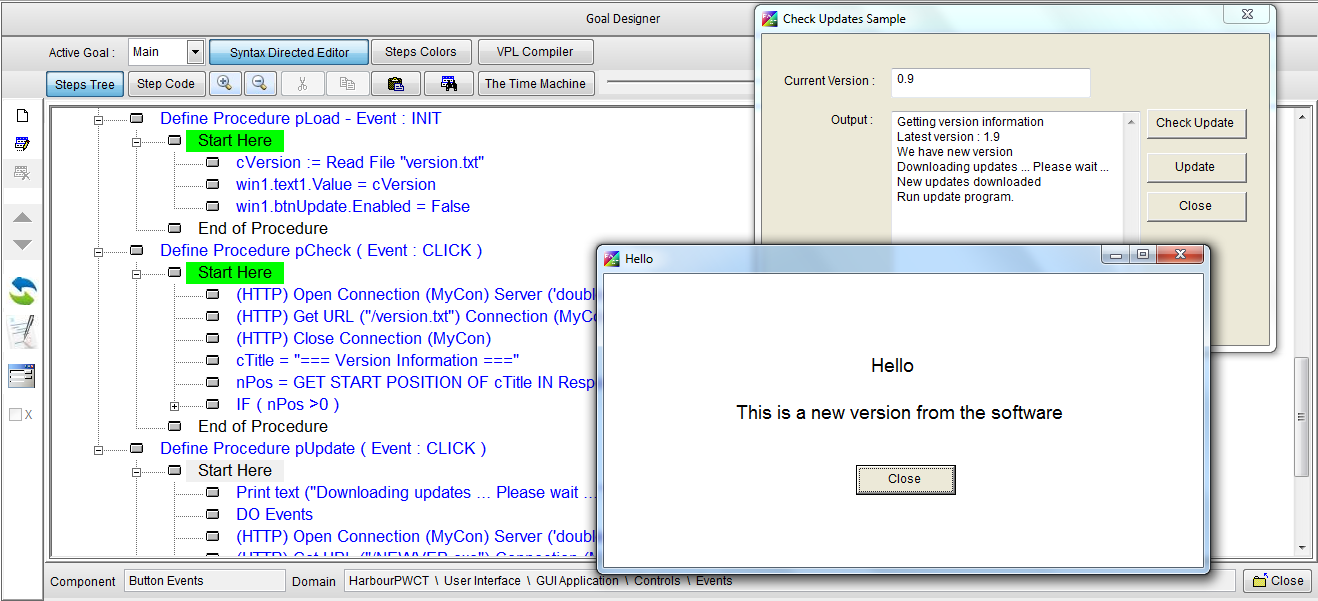 Goal Designer
Active Goal :
Main
Syntax Directed Editor
Steps Colors
VPL Compiler
Steps Tree
Step Code
The Time Machine
Define Procedure pLoad - Event : INIT
Start Here
cVersion := Read File "version.txt"
win1.text1.Value = cVersion
win1.btnUpdate.Enabled = False
End of Procedure
Define Procedure pCheck ( Event : CLICK )
Start Here
(HTTP) Open Connection (MyCon) Server ('doubl
(HTTP) Get URL ("/version.txt") Connection (MyCo
(HTTP) Close Connection (MyCon)
cTitle = "=== Version Information ==="
nPos = GET START POSITION OF cTitle IN Resp
IF ( nPos >0 )
End of Procedure
Define Procedure pUpdate ( Event : CLICK )
Start Here
Print text ("Downloading updates ... Please wait ...
DO Events
(HTTP) Open Connection (MyCon) Server ('doubl
(HTTP) Get URL ("/NEWVER.exe") Connection (M
X
Component
Button Events
Domain
HarbourPWCT \ User Interface \ GUI Application \ Controls \ Events
Close
Check Updates Sample
Current Version :
0.9
Output :
Getting version information
Latest version : 1.9
We have new version
Downloading updates ... Please wait ...
New updates downloaded
Run update program.
Check Update
Update
Close
Hello
Hello
This is a new version from the software
Close